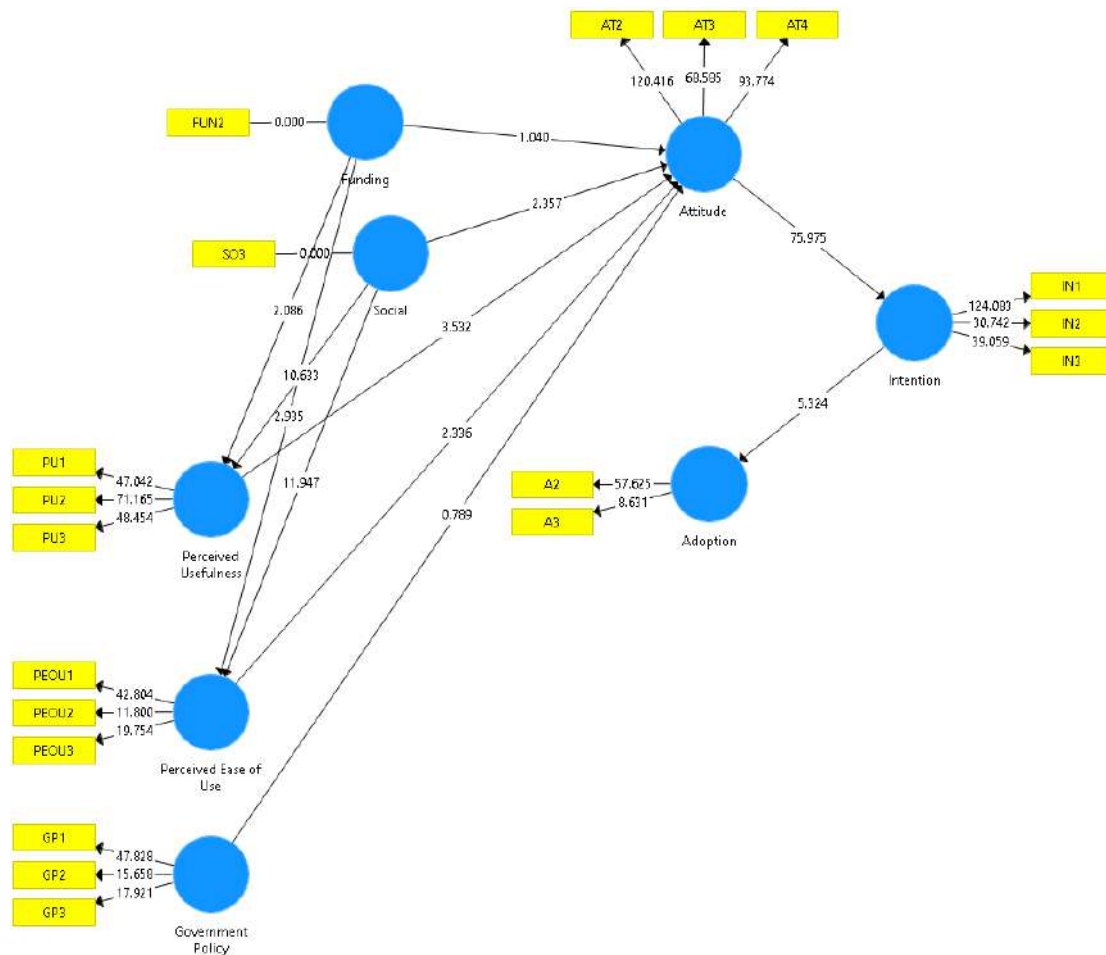 AT2
AT3
AT4
120.416
68.585
93.774
FUN2
0.000
1.040
Funding
Attitude
2.357
SO3
0.000
75.975
Social
2.086
3.532
IN1
124.083
IN2
30.742
IN3
39.059
Intention
10.633
2.935
5.324
2.336
11.947
PU1
47.042
PU2
71.165
PU3
48.454
A2
57.625
A3
8.631
0.789
Perceived
Usefulness
Adoption
PEOU1
42.804
PEOU2
11.800
PEOU3
19.754
Perceived Ease of
Use
GP1
47.828
GP2
15.658
GP3
17.921
Government
Policy